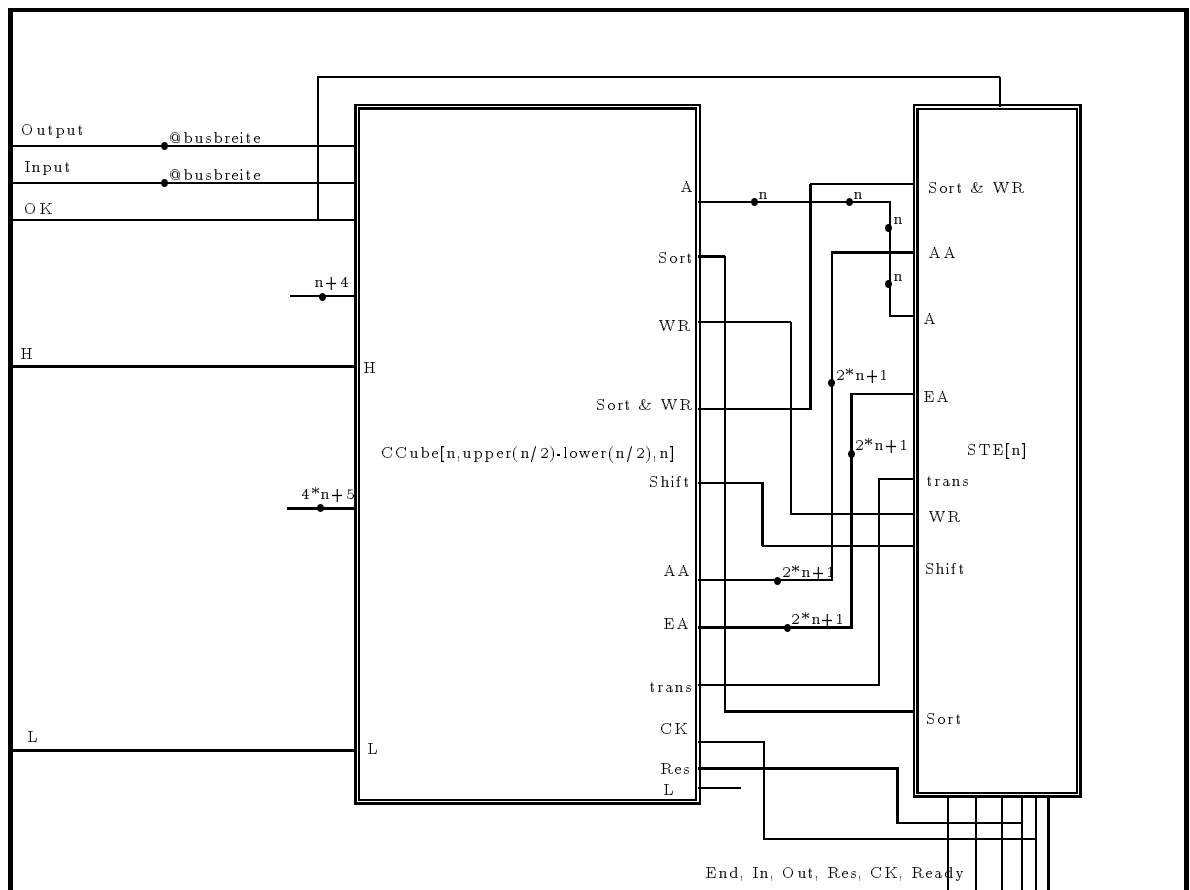 Output
@busbreite
Input
@busbreite
OK
n+4
H
H
4*n+5
L
L
CCube[n,upper(n/2)-lower(n/2),n]
A
Sort
WR
Sort & WR
Shift
AA
EA
trans
CK
Res
L
n
n
n
n
2*n+1
2*n+1
2*n+1
2*n+1
Sort & WR
AA
A
EA
STE[n]
trans
WR
Shift
Sort
End, In, Out, Res, CK, Ready